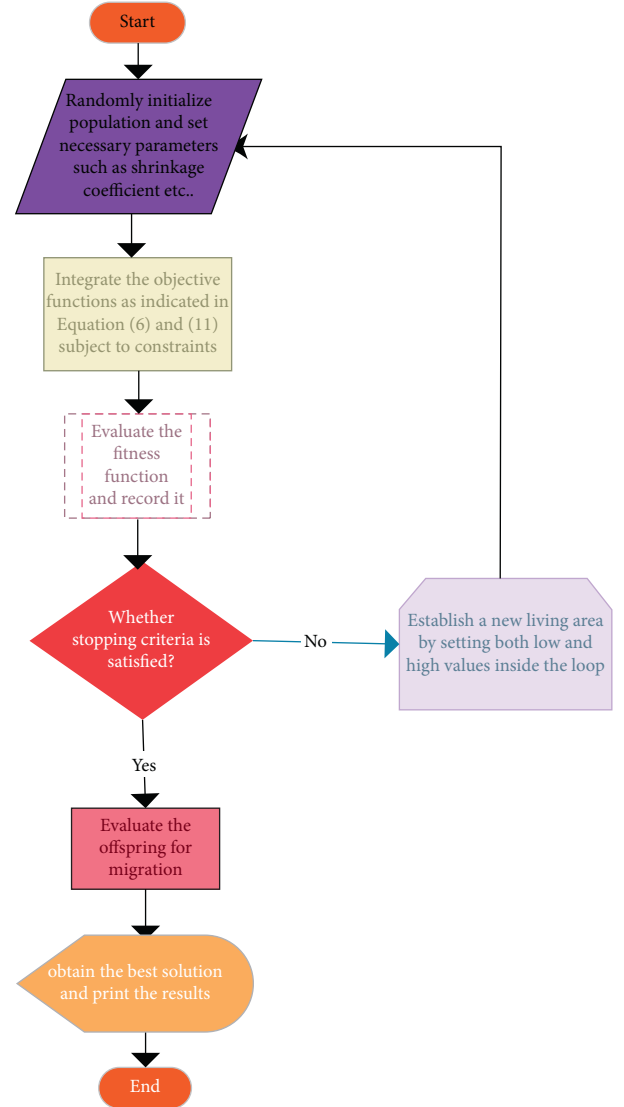 Start
Randomly initialize
population and set
necessary parameters
such as shrinkage
coefficient etc..
Integrate the objective
functions as indicated in
Equation (6) and (11)
subject to constraints
Evaluate the
fitness
function
and record it
Whether
stopping criteria is
satisfied?
No
Establish a new living area
by setting both low and
high values inside the loop
Yes
Evaluate the
offspring for
migration
obtain the best solution
and print the results
End